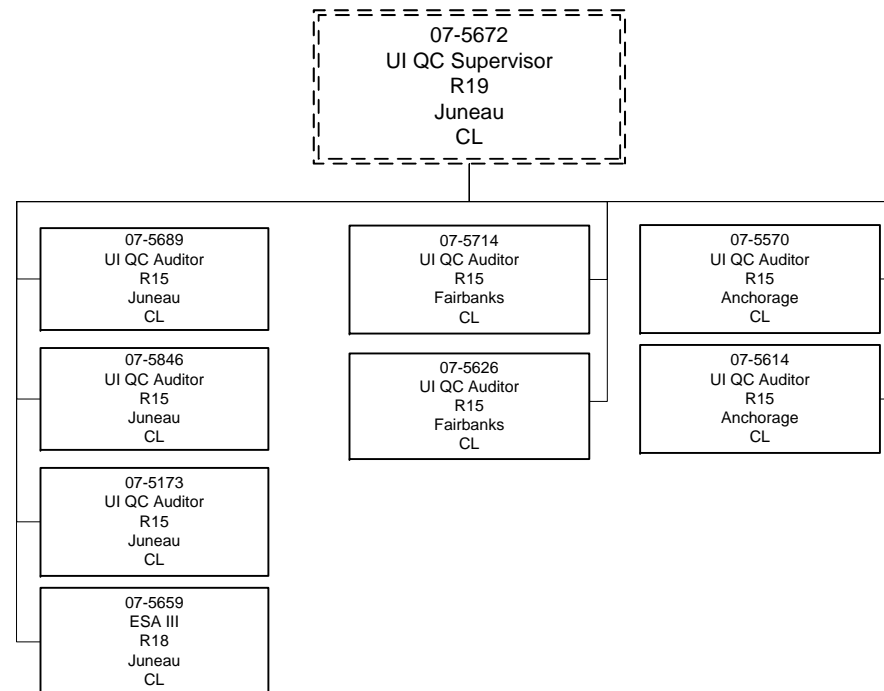 07-5672
UI QC Supervisor
R19
Juneau
CL
07-5689
UI QC Auditor
R15
Juneau
CL
07-5846
UI QC Auditor
R15
Juneau
CL
07-5173
UI QC Auditor
R15
Juneau
CL
07-5659
ESA III
R18
Juneau
CL
07-5714
UI QC Auditor
R15
Fairbanks
CL
07-5626
UI QC Auditor
R15
Fairbanks
CL
07-5570
UI QC Auditor
R15
Anchorage
CL
07-5614
UI QC Auditor
R15
Anchorage
CL